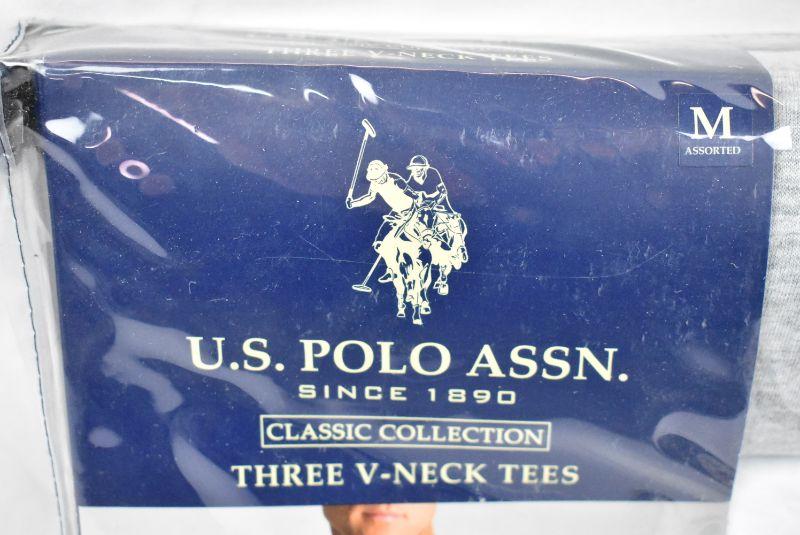 THREE V-NECK TEES
M
ASSORTED
U.S. POLO ASSN.
SINCE 1890
CLASSIC COLLECTION
THREE V-NECK TEES